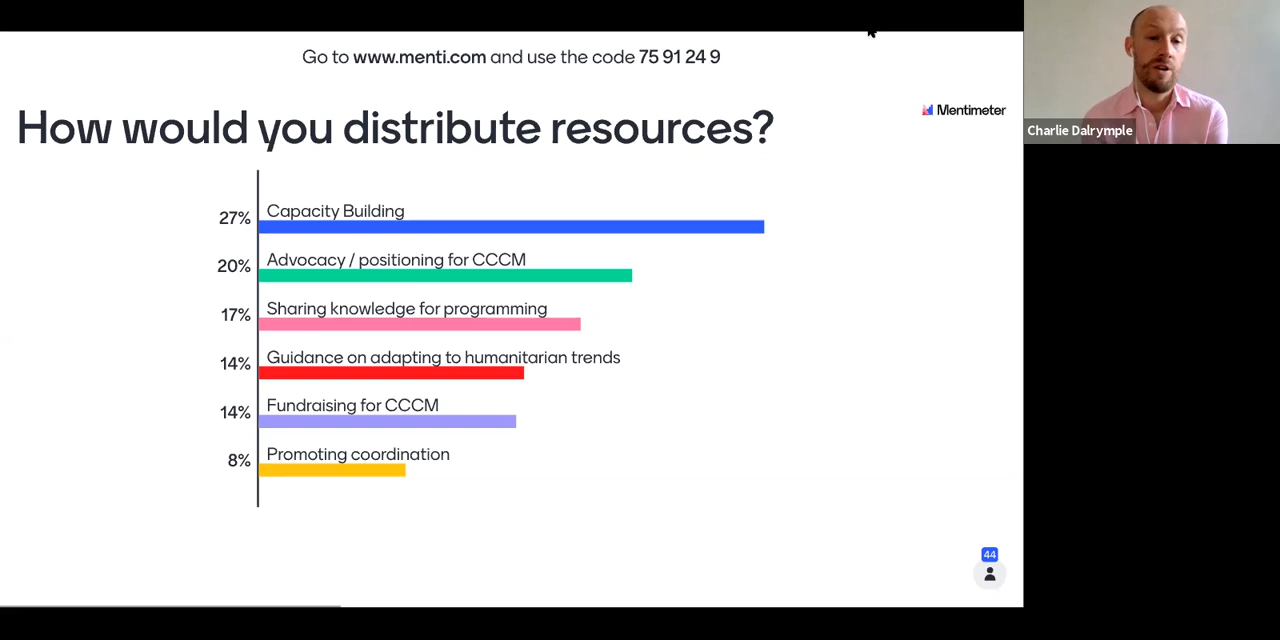 Go to www.menti.com and use the code 75 91 24 9
Mentimeter
How would you distribute resources?
Charlie Dalrymple
27% Capacity Building
20% Advocacy / positioning for CCCM
17% Sharing knowledge for programming
14% Guidance on adapting to humanitarian trends
14% Fundraising for CCCM
8% Promoting coordination
44